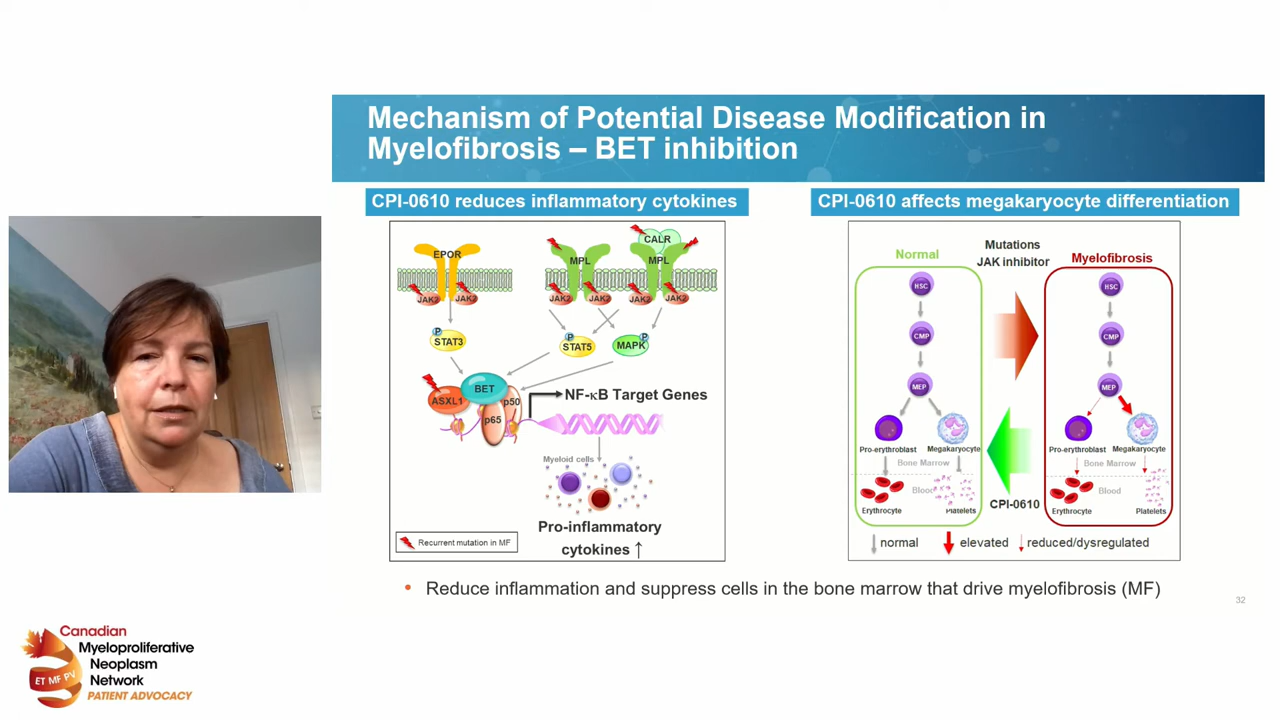 Mechanism of Potential Disease Modification in
Myelofibrosis – BET inhibition
CPI-0610 reduces inflammatory cytokines
EPOR
MPL
CALR
MPL
JAK2
JAK2
JAK2
JAK2
JAK2
JAK2
P
STAT3
P
STAT5
P
MAPK
ASXL1
BET
p50
p65
NF-κB Target Genes
Myeloid cells
Pro-inflammatory
cytokines ↑
Recurrent mutation in MF
CPI-0610 affects megakaryocyte differentiation
Normal
Mutations
JAK inhibitor
Myelofibrosis
HSC
CMP
MEP
Pro-erythroblast
Megakaryocyte
Bone Marrow
Blood
Erythrocyte
Platelets
CPI-0610
HSC
CMP
MEP
Pro-erythroblast
Megakaryocyte
Bone Marrow
Blood
Erythrocyte
Platelets
normal
elevated
reduced/dysregulated
• Reduce inflammation and suppress cells in the bone marrow that drive myelofibrosis (MF)
32
Canadian
Myeloproliferative
Neoplasm
Network
PATIENT ADVOCACY
ET MF PV